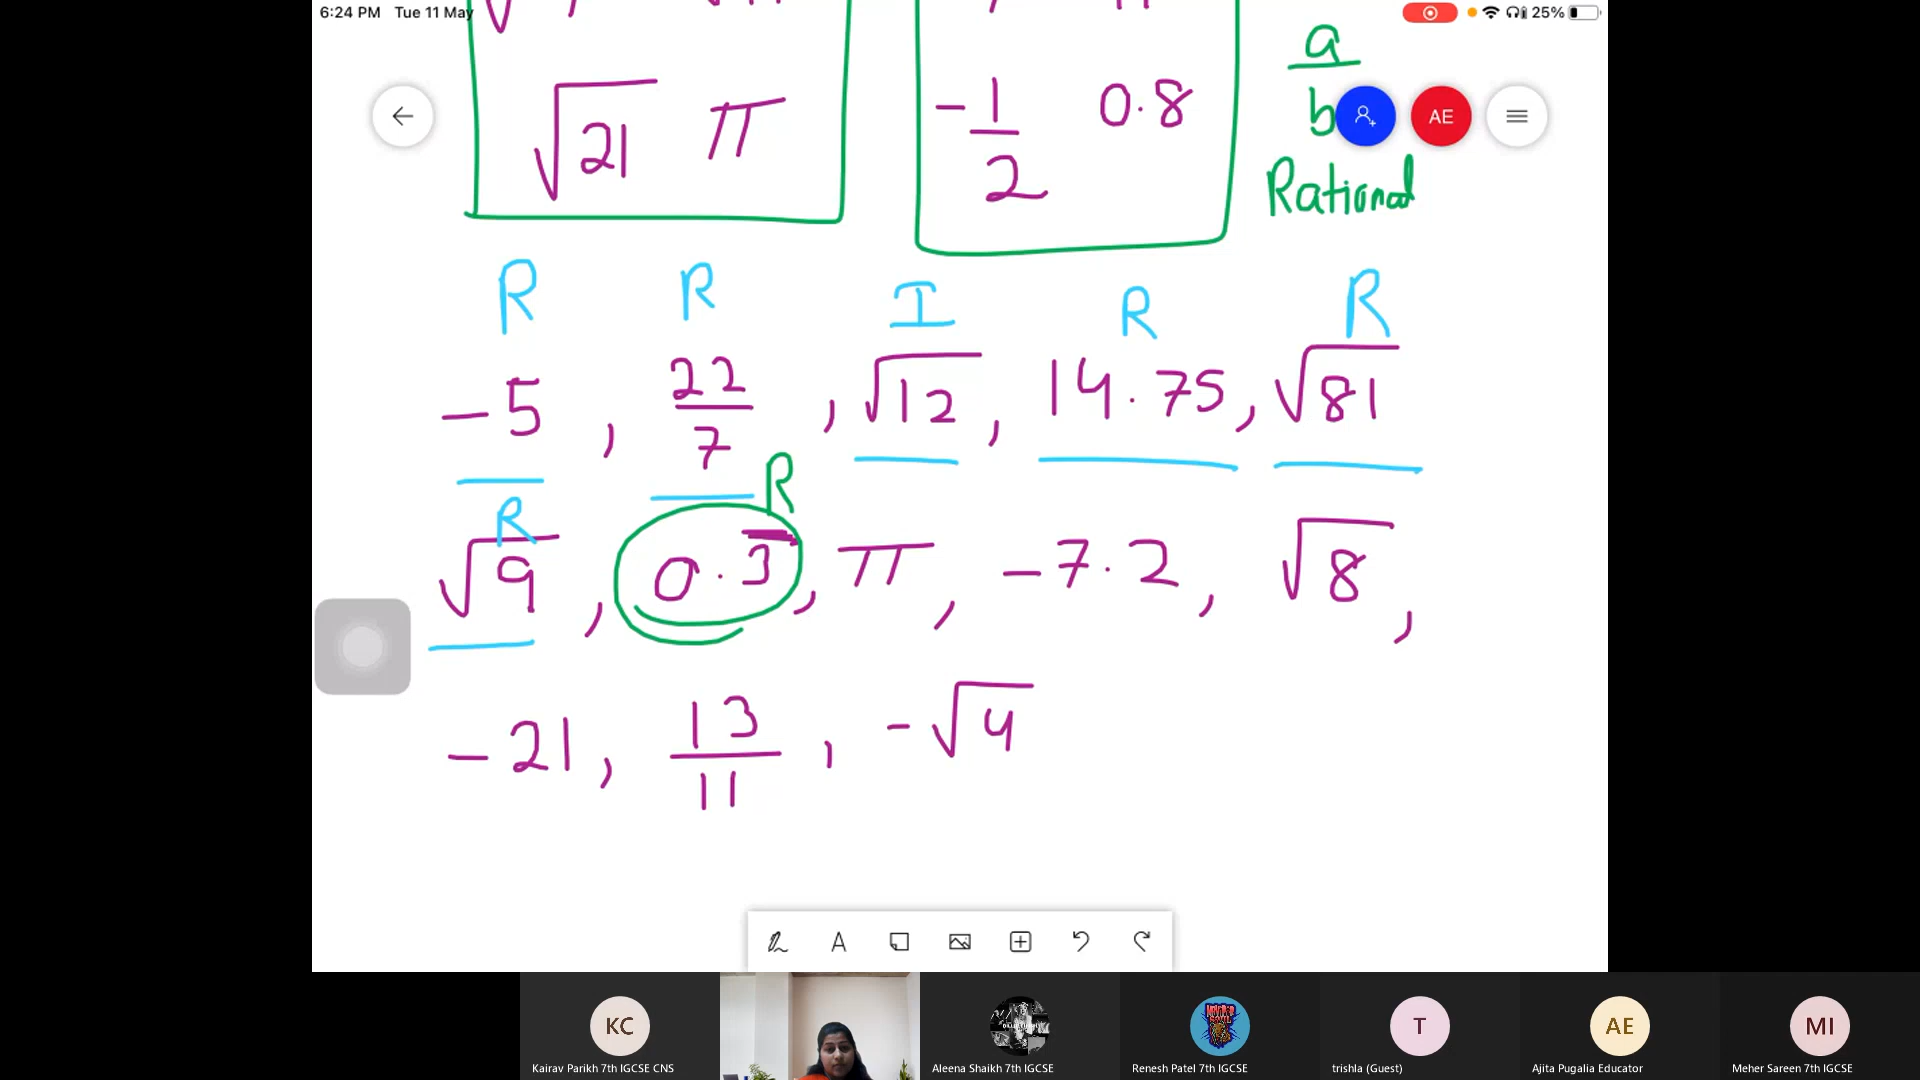 6:24 PM Tue 11 May 25%
a
b
AE
√21 π
-1/2 0.8
Rational
R R I R R
-5 , 22/7 , √12 , 14.75, √81
R R
√9 , 0.3̅ , π , -7.2 , √8 ,
-21 , 13/11 , -√4
A
KC
T
AE
MI
Kairav Parikh 7th IGCSE CNS
Aleena Shaikh 7th IGCSE
Renesh Patel 7th IGCSE
trishla (Guest)
Ajita Pugalia Educator
Meher Sareen 7th IGCSE